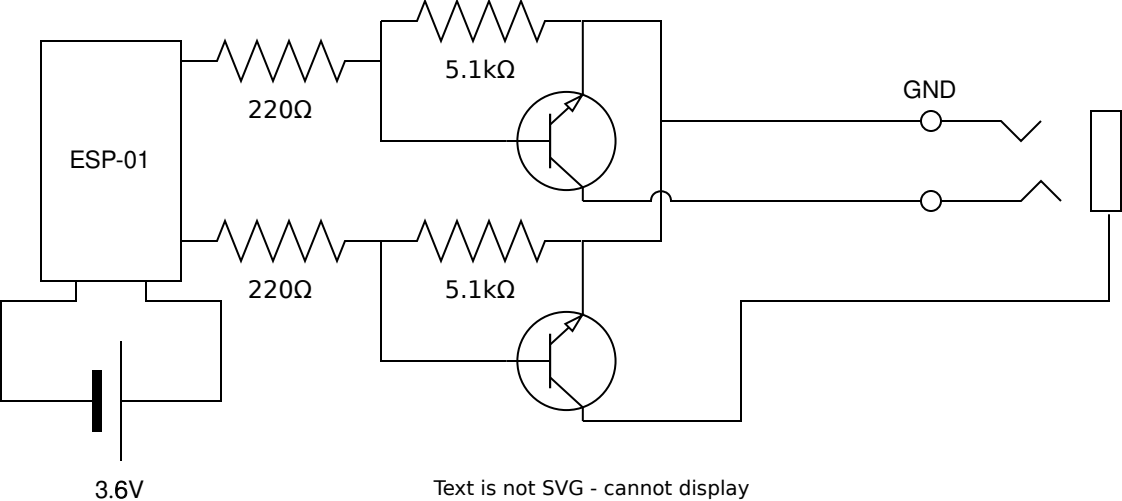 5.1kΩ
GND
220Ω
ESP-01
220Ω
5.1kΩ
3.6V
Text is not SVG - cannot display